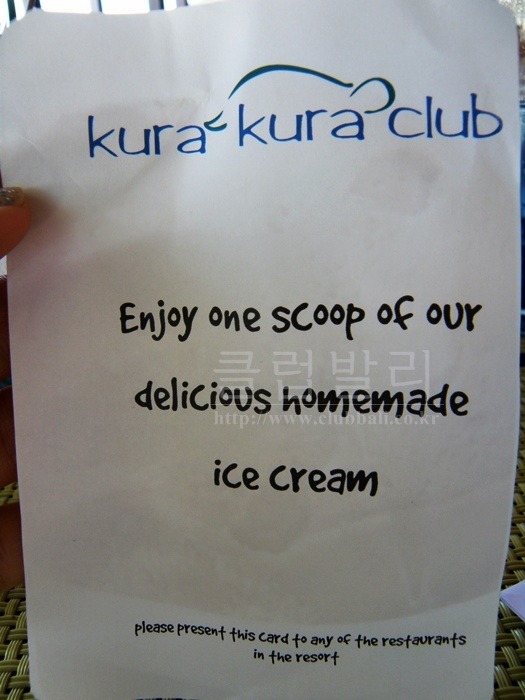 kura kura club
Enjoy one scoop of our
클럽발리
delicious homemade
http://www.clubbali.co.kr
ice cream
please present this card to any of the restaurants
in the resort